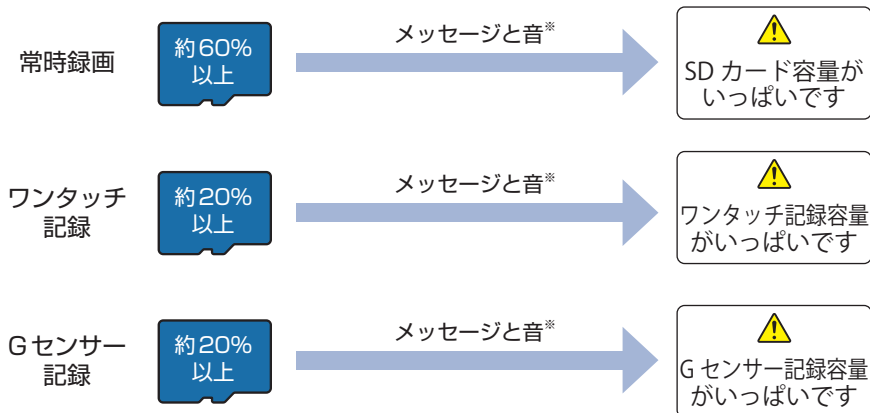 常時録画
約60%
以上
メッセージと音※
SD カード容量が
いっぱいです
ワンタッチ
記録
約20%
以上
メッセージと音※
ワンタッチ記録容量
がいっぱいです
Gセンサー
記録
約20%
以上
メッセージと音※
G センサー記録容量
がいっぱいです